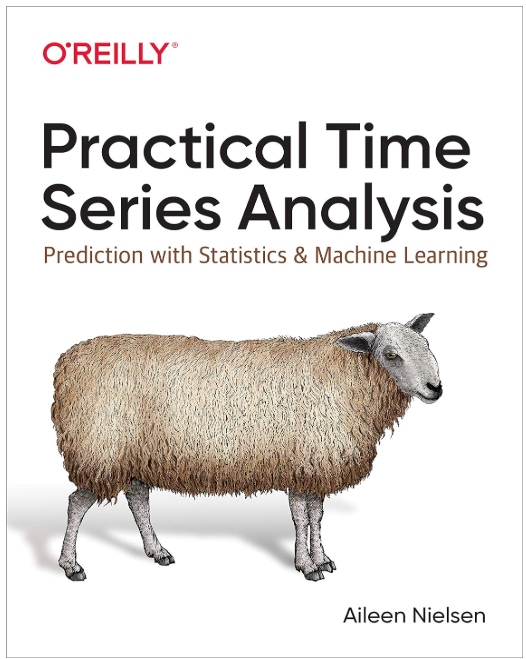 O'REILLY®
Practical Time
Series Analysis
Prediction with Statistics & Machine Learning
Aileen Nielsen